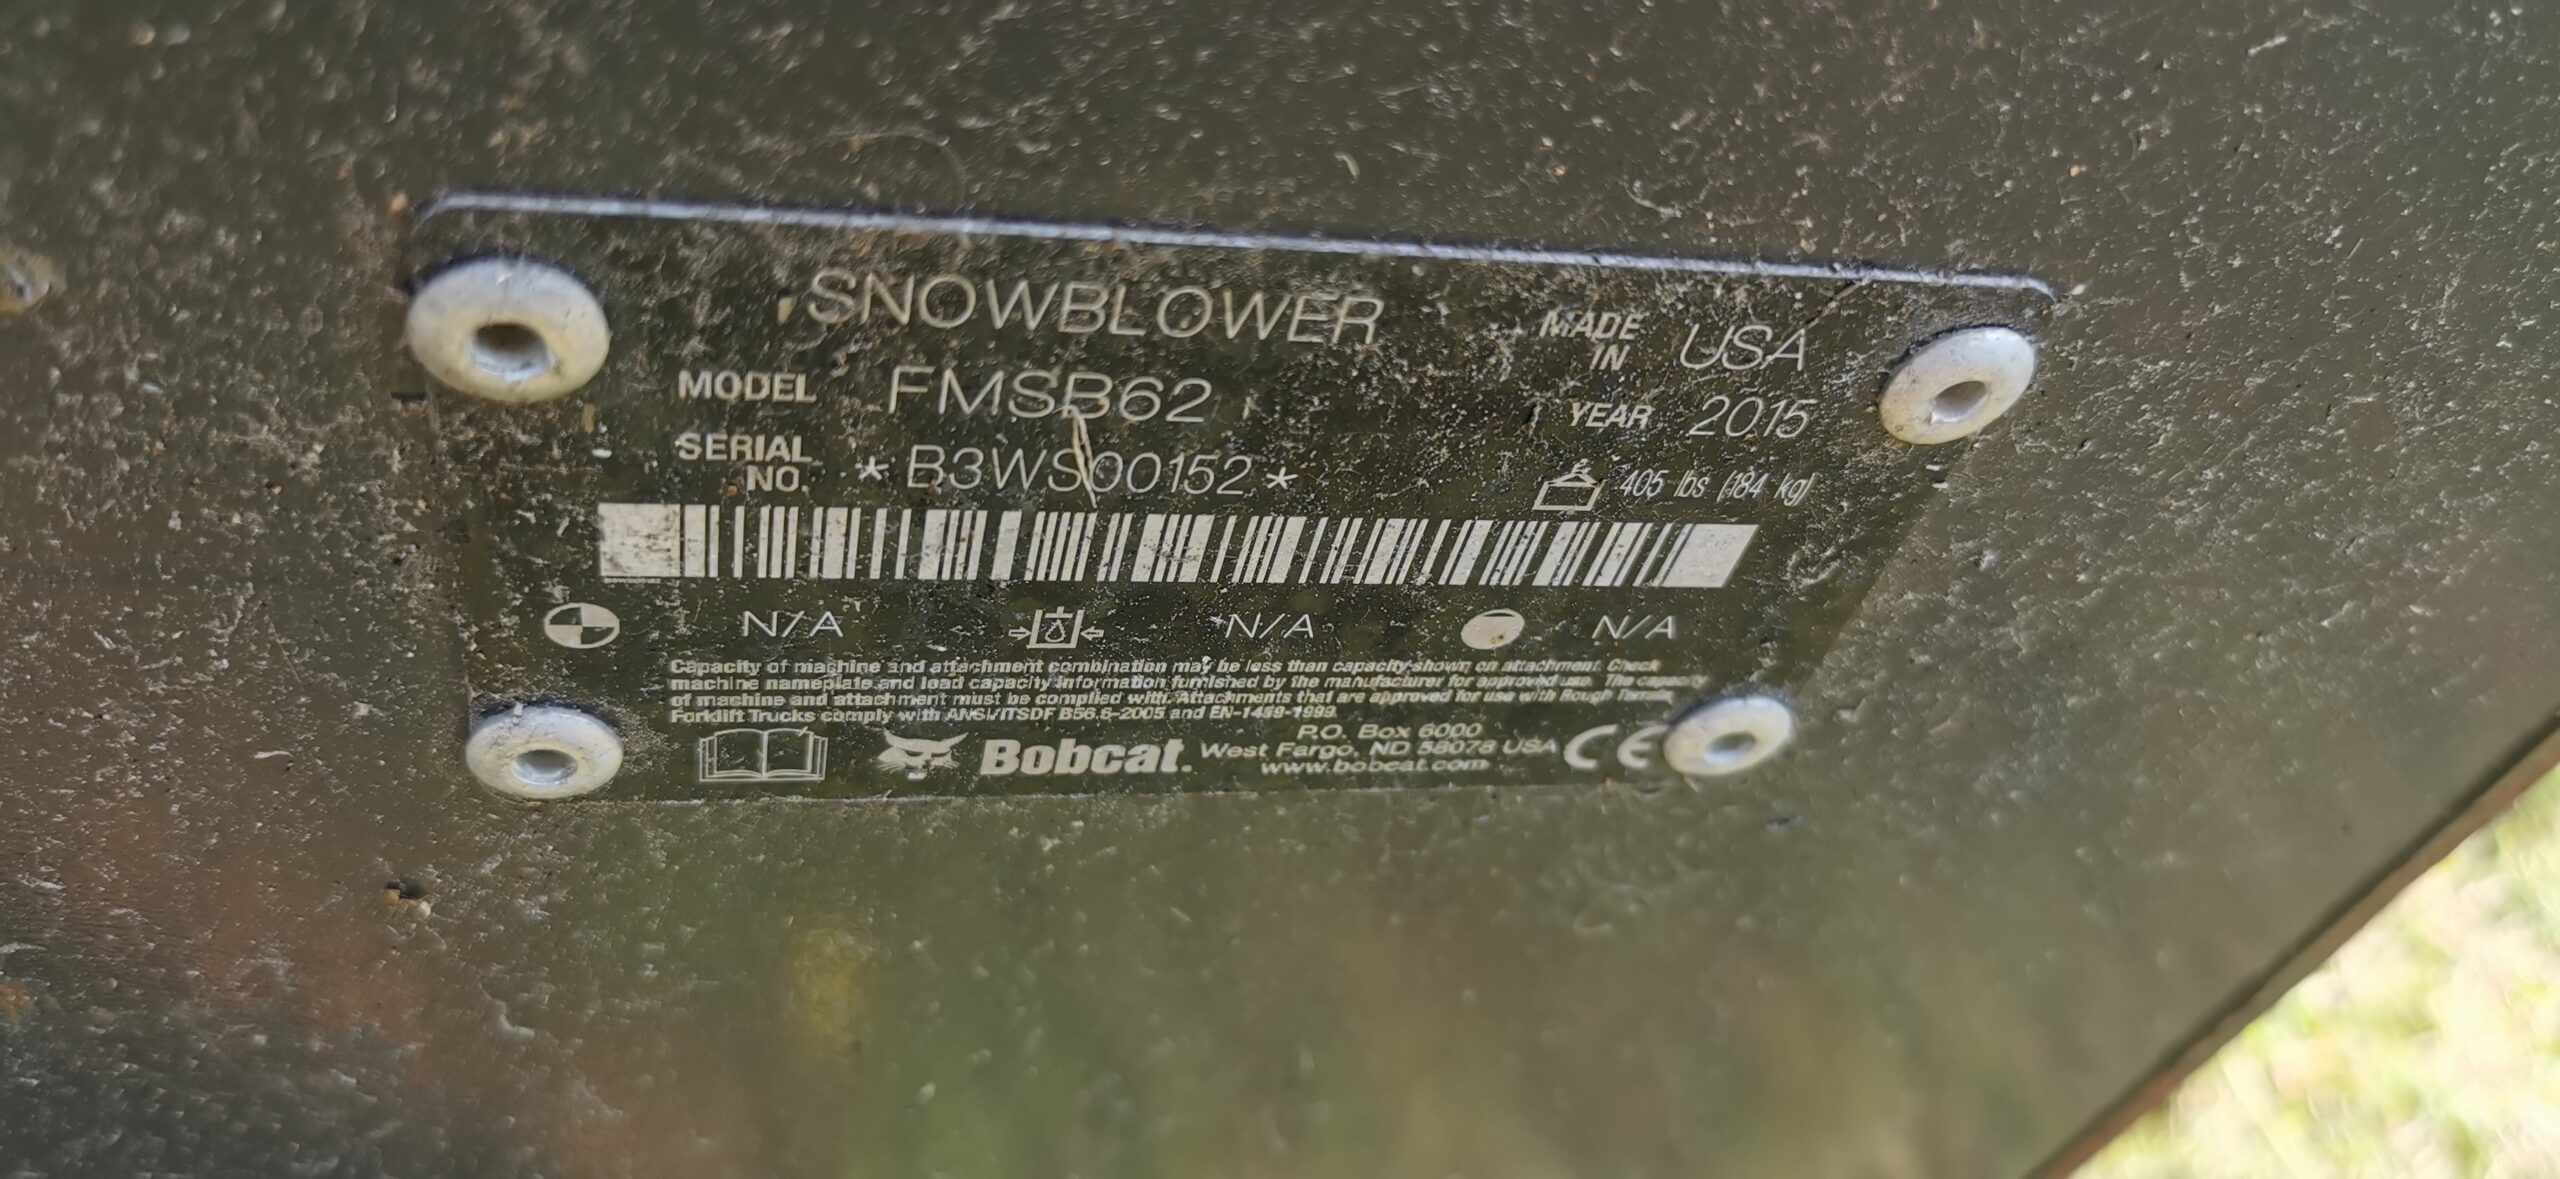 SNOWBLOWER
MADE IN USA
MODEL FMSB62
YEAR 2015
SERIAL NO. *B3WS00152*
405 lbs (184 kg)
N/A N/A N/A
Capacity of machine and attachment combination may be less than capacity shown on attachment. Check
machine nameplate and load capacity information furnished by the manufacturer for approved use. The capacity
of machine and attachment must be complied with. Attachments that are approved for use with Rough Terrain
Forklift Trucks comply with ANSI/ITSDF B56.6-2005 and EN-1459-1999.
Bobcat.
P.O. Box 6000
West Fargo, ND 58078 USA
www.bobcat.com
CE